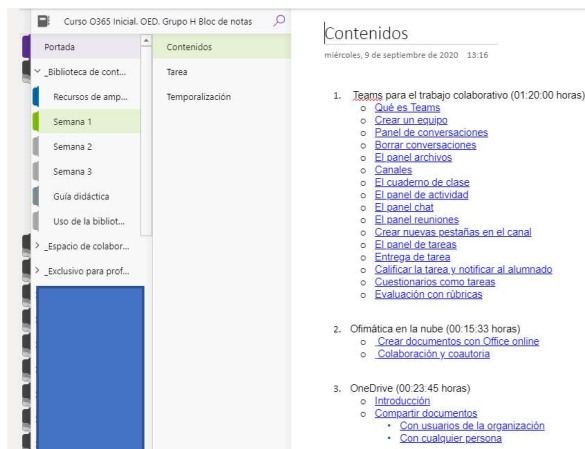 Curso O365 Inicial. OED. Grupo H Bloc de notas
Portada
_Biblioteca de cont...
Recursos de amp...
Semana 1
Semana 2
Semana 3
Guía didáctica
Uso de la bibliot...
_Espacio de colabor...
_Exclusivo para prof...
Contenidos
Tarea
Temporalización
Contenidos
miércoles, 9 de septiembre de 2020 13:16
1. Teams para el trabajo colaborativo (01:20:00 horas)
o Qué es Teams
o Crear un equipo
o Panel de conversaciones
o Borrar conversaciones
o El panel archivos
o Canales
o El cuaderno de clase
o El panel de actividad
o El panel chat
o El panel reuniones
o Crear nuevas pestañas en el canal
o El panel de tareas
o Entrega de tarea
o Calificar la tarea y notificar al alumnado
o Cuestionarios como tareas
o Evaluación con rúbricas
2. Ofimática en la nube (00:15:33 horas)
o Crear documentos con Office online
o Colaboración y coautoria
3. OneDrive (00:23:45 horas)
o Introducción
o Compartir documentos
• Con usuarios de la organización
• Con cualquier persona